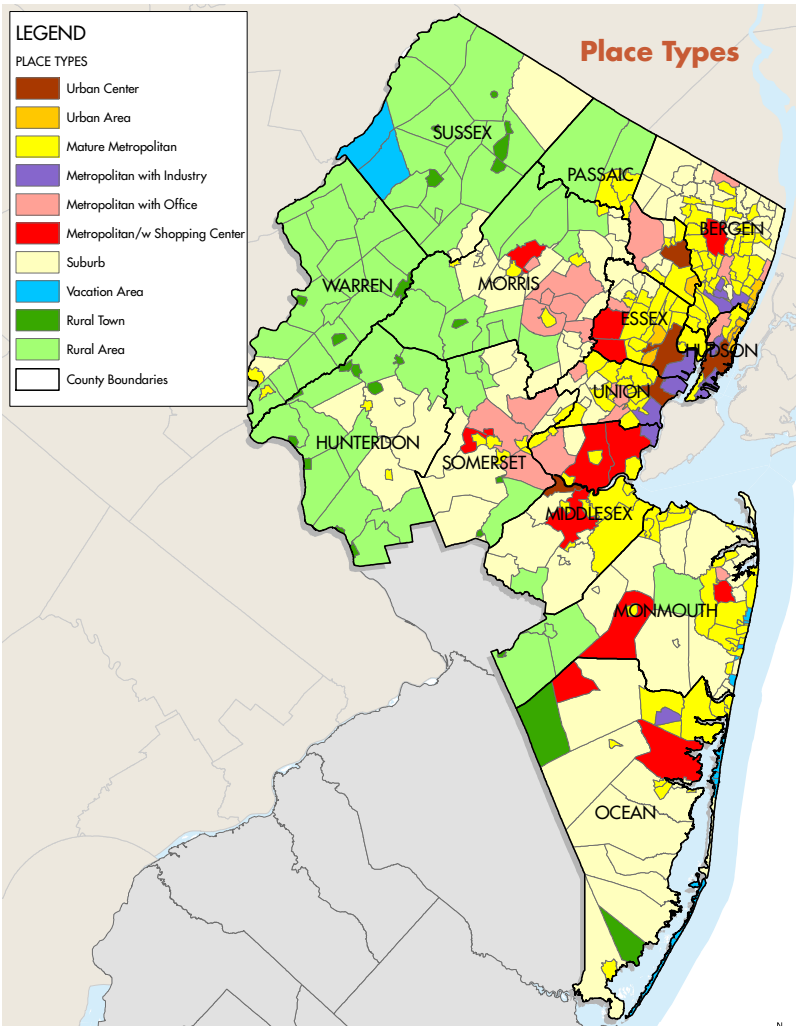 LEGEND
PLACE TYPES
Urban Center
Urban Area
Mature Metropolitan
Metropolitan with Industry
Metropolitan with Office
Metropolitan/w Shopping Center
Suburb
Vacation Area
Rural Town
Rural Area
County Boundaries
Place Types
SUSSEX
PASSAIC
BERGEN
WARREN
MORRIS
ESSEX
HUDSON
UNION
HUNTERDON
SOMERSET
MIDDLESEX
MONMOUTH
OCEAN
N